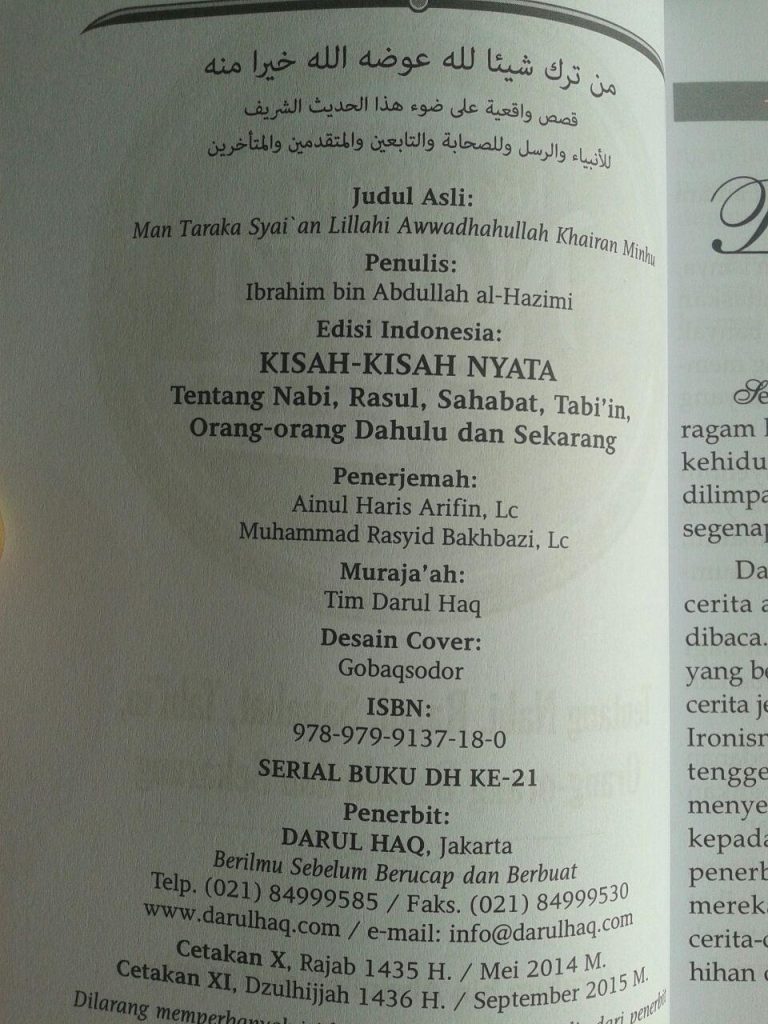 من ترك شيئا لله عوضه الله خيرا منه
قصص واقعية على ضوء هذا الحديث الشريف
للأنبياء والرسل وللصحابة والتابعين والمتقدمين والمتأخرين
Judul Asli:
Man Taraka Syai`an Lillahi Awwadhahullah Khairan Minhu
Penulis:
Ibrahim bin Abdullah al-Hazimi
Edisi Indonesia:
KISAH-KISAH NYATA
Tentang Nabi, Rasul, Sahabat, Tabi'in,
Orang-orang Dahulu dan Sekarang
Penerjemah:
Ainul Haris Arifin, Lc
Muhammad Rasyid Bakhbazi, Lc
Muraja'ah:
Tim Darul Haq
Desain Cover:
Gobaqsodor
ISBN:
978-979-9137-18-0
SERIAL BUKU DH KE-21
Penerbit:
DARUL HAQ, Jakarta
Berilmu Sebelum Berucap dan Berbuat
Telp. (021) 84999585 / Faks. (021) 84999530
www.darulhaq.com / e-mail: info@darulhaq.com
Cetakan X, Rajab 1435 H. / Mei 2014 M.
Cetakan XI, Dzulhijjah 1436 H. / September 2015 M.
Dilarang memperbanyak isi dari penerbit
ragam
kehidu
dilimpa
segenap
Da
cerita a
dibaca.
yang be
cerita je
Ironisn
tengge
menye
kepada
penerb
mereka
cerita-c
hihan